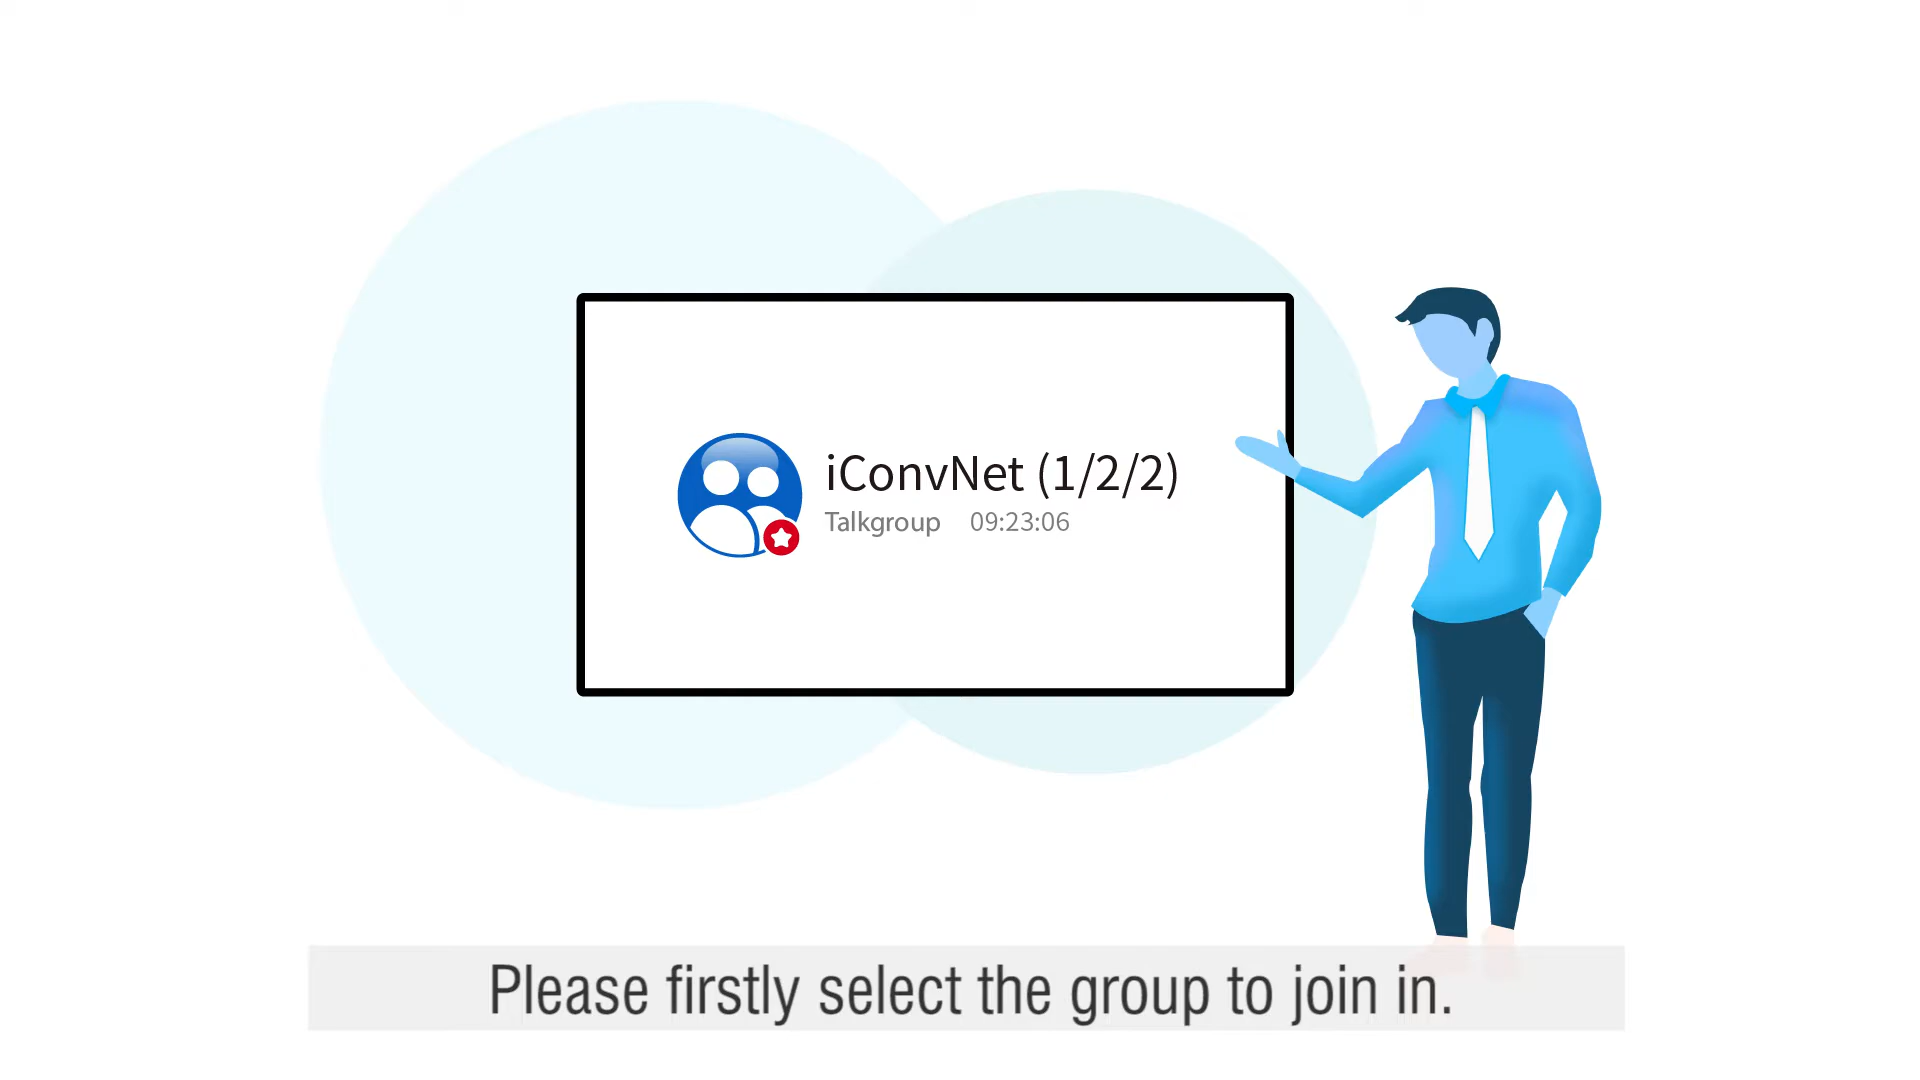 iConvNet (1/2/2)
Talkgroup 09:23:06
Please firstly select the group to join in.